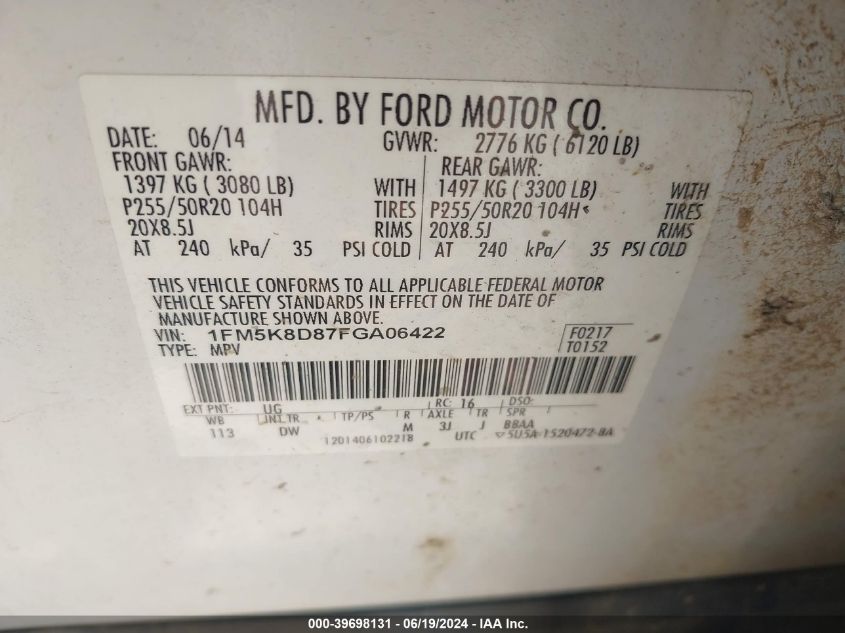 MFD. BY FORD MOTOR CO.
DATE: 06/14 GVWR: 2776 KG ( 6120 LB)
FRONT GAWR: REAR GAWR:
1397 KG ( 3080 LB) WITH 1497 KG ( 3300 LB) WITH
P255/50R20 104H TIRES P255/50R20 104H TIRES
20X8.5J RIMS 20X8.5J RIMS
AT 240 kPa/ 35 PSI COLD AT 240 kPa/ 35 PSI COLD
THIS VEHICLE CONFORMS TO ALL APPLICABLE FEDERAL MOTOR
VEHICLE SAFETY STANDARDS IN EFFECT ON THE DATE OF
MANUFACTURE SHOWN ABOVE.
VIN: 1FM5K8D87FGA06422 F0217
TYPE: MPV T0152
EXT PNT: UG RC: 16 DSO:
WB INT TR TP/PS R AXLE TR SPR
113 DW M 3J J BBAA
1201406102218 UTC 5U5A-1520472-BA
000-39698131 - 06/19/2024 - IAA Inc.